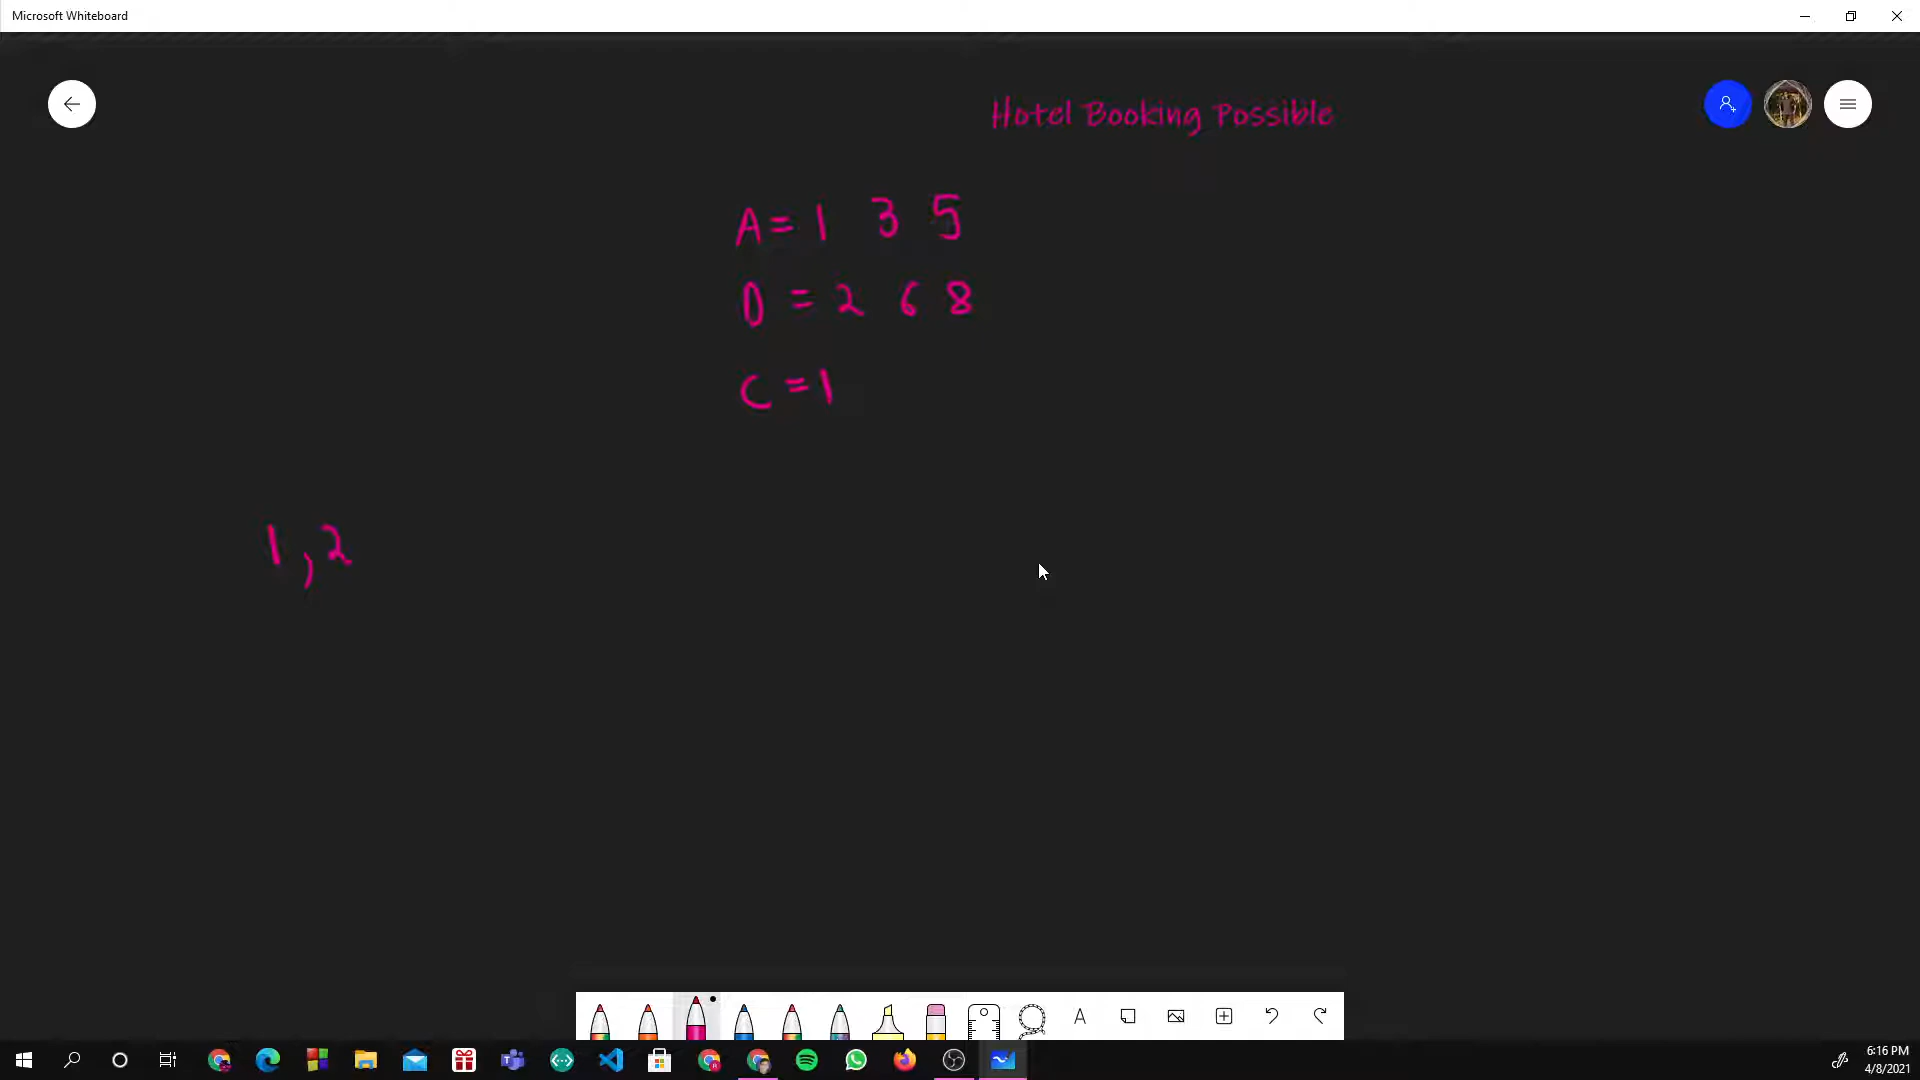 Microsoft Whiteboard
Hotel Booking Possible
A = 1 3 5
D = 2 6 8
C = 1
1 , 2
A
6:16 PM
4/8/2021